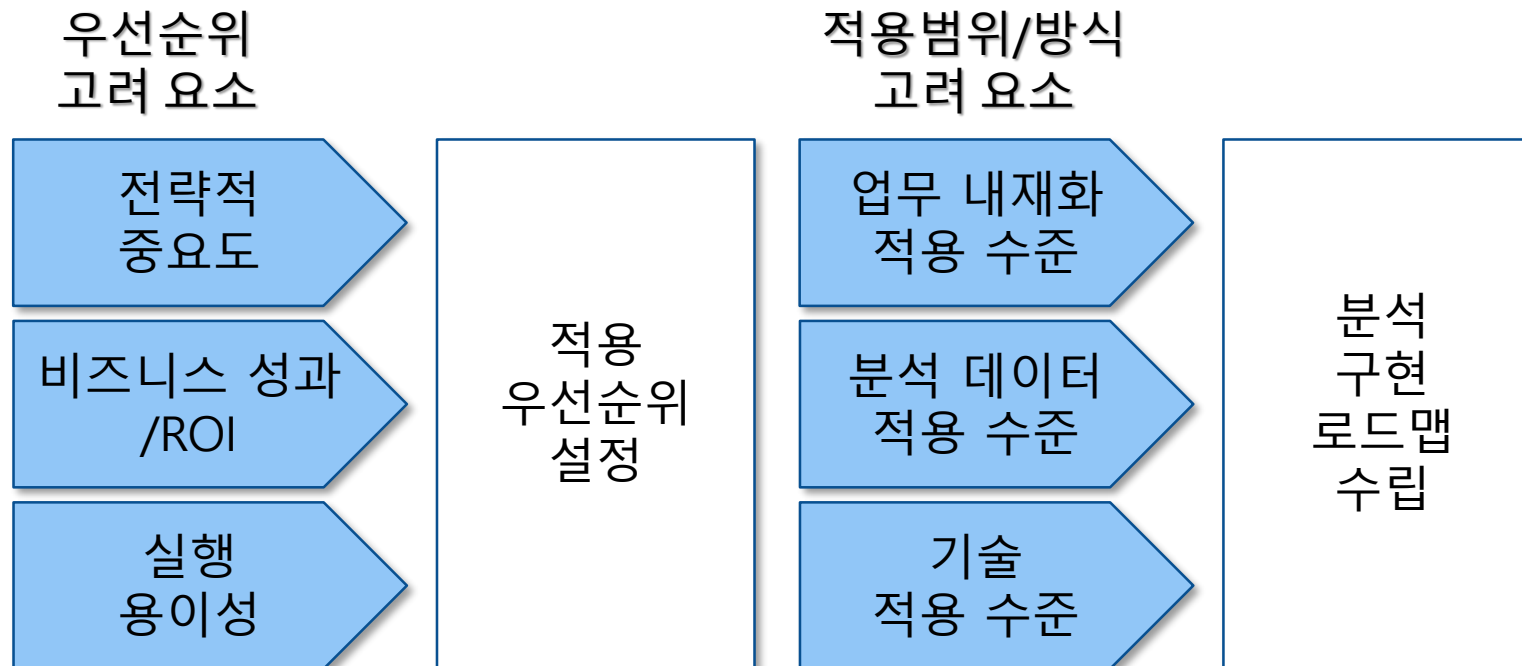 우선순위
고려 요소
적용범위/방식
고려 요소
전략적
중요도
비즈니스 성과
/ROI
실행
용이성
적용
우선순위
설정
업무 내재화
적용 수준
분석 데이터
적용 수준
기술
적용 수준
분석
구현
로드맵
수립